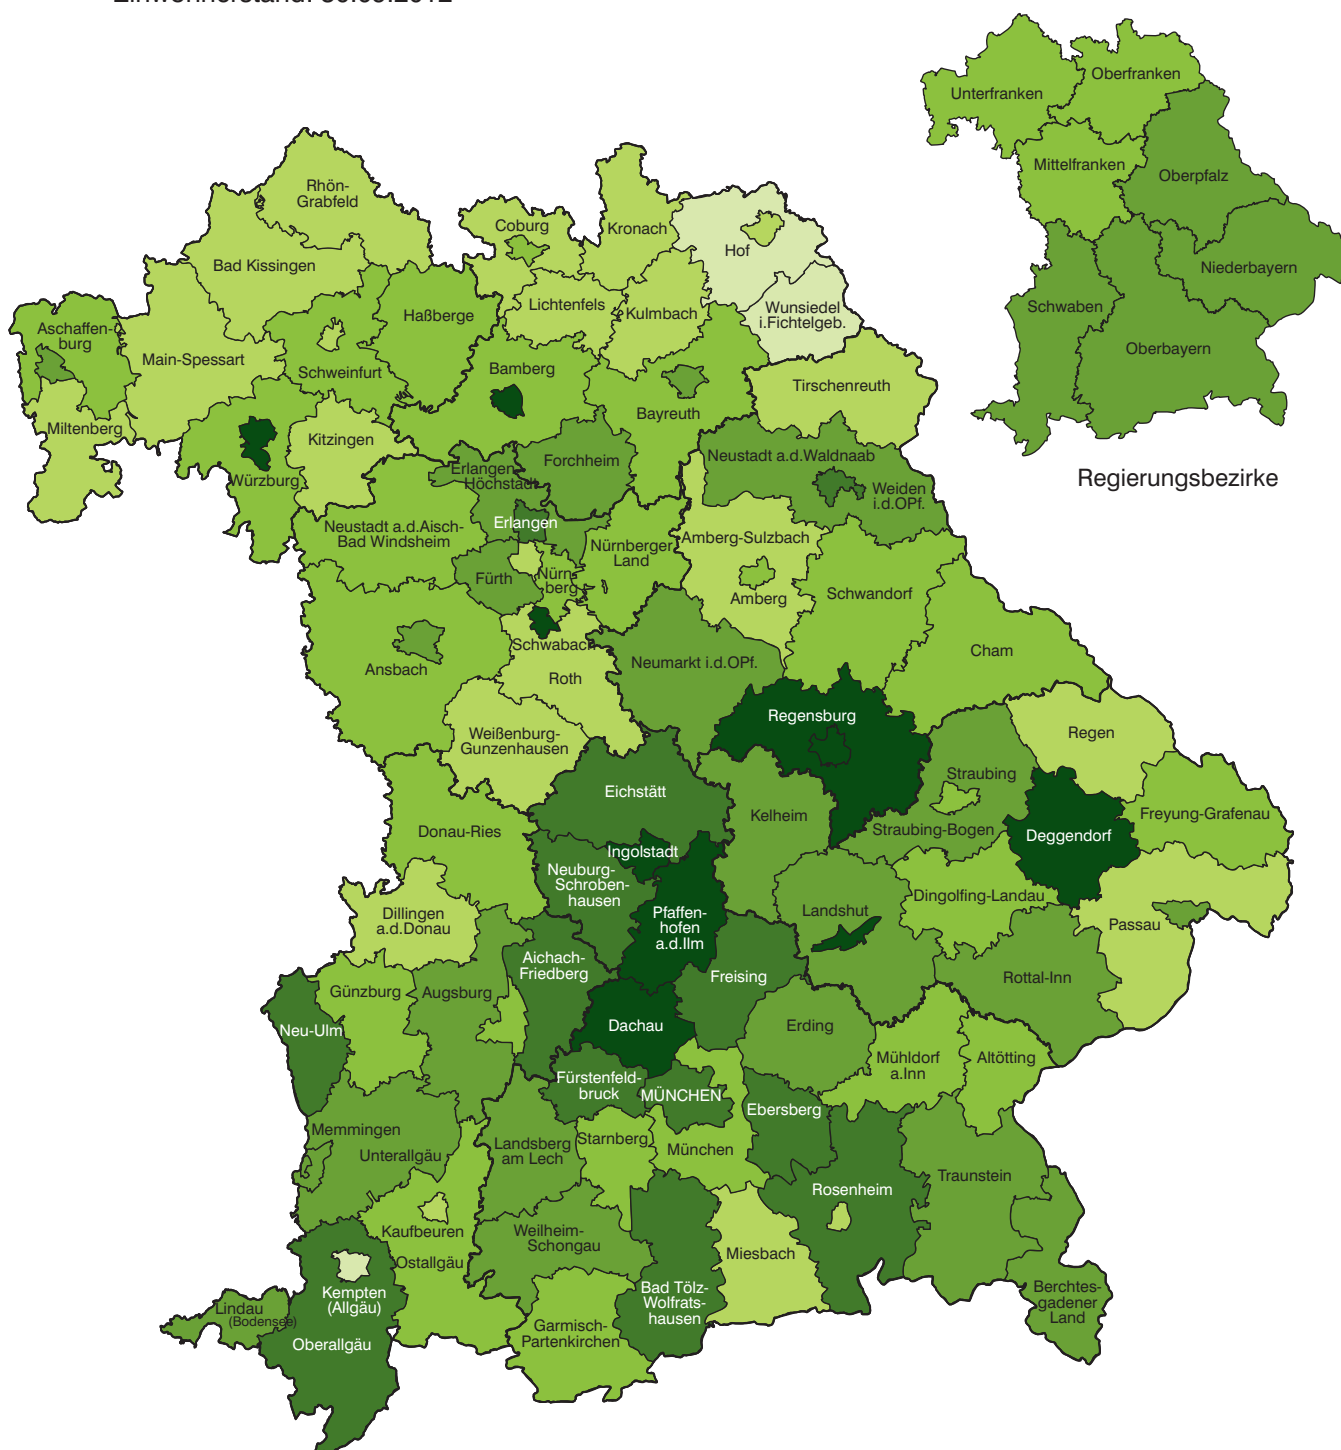 Oberfranken
Unterfranken
Mittelfranken
Oberpfalz
Niederbayern
Schwaben
Oberbayern
Regierungsbezirke
Rhön-
Grabfeld
Coburg
Kronach
Hof
Bad Kissingen
Lichtenfels
Kulmbach
Wunsiedel
i.Fichtelgeb.
Haßberge
Aschaffen-
burg
Main-Spessart
Schweinfurt
Bamberg
Tirschenreuth
Bayreuth
Miltenberg
Kitzingen
Würzburg
Erlangen-
Höchstadt
Forchheim
Neustadt a.d.Waldnaab
Weiden
i.d.OPf.
Neustadt a.d.Aisch-
Bad Windsheim
Erlangen
Nürnberger
Land
Amberg-Sulzbach
Fürth
Nürn-
berg
Amberg
Schwandorf
Schwabach
Ansbach
Roth
Neumarkt i.d.OPf.
Cham
Weißenburg-
Gunzenhausen
Regensburg
Regen
Straubing
Eichstätt
Kelheim
Freyung-Grafenau
Donau-Ries
Straubing-Bogen
Deggendorf
Ingolstadt
Neuburg-
Schroben-
hausen
Dingolfing-Landau
Dillingen
a.d.Donau
Pfaffen-
hofen
a.d.Ilm
Landshut
Passau
Aichach-
Friedberg
Freising
Rottal-Inn
Günzburg
Augsburg
Neu-Ulm
Dachau
Erding
Mühldorf
a.Inn
Altötting
Fürstenfeld-
bruck
MÜNCHEN
Ebersberg
Memmingen
Unterallgäu
Landsberg
am Lech
Starnberg
München
Traunstein
Rosenheim
Kaufbeuren
Weilheim-
Schongau
Ostallgäu
Miesbach
Kempten
(Allgäu)
Bad Tölz-
Wolfrats-
hausen
Berchtes-
gadener
Land
Lindau
(Bodensee)
Oberallgäu
Garmisch-
Partenkirchen